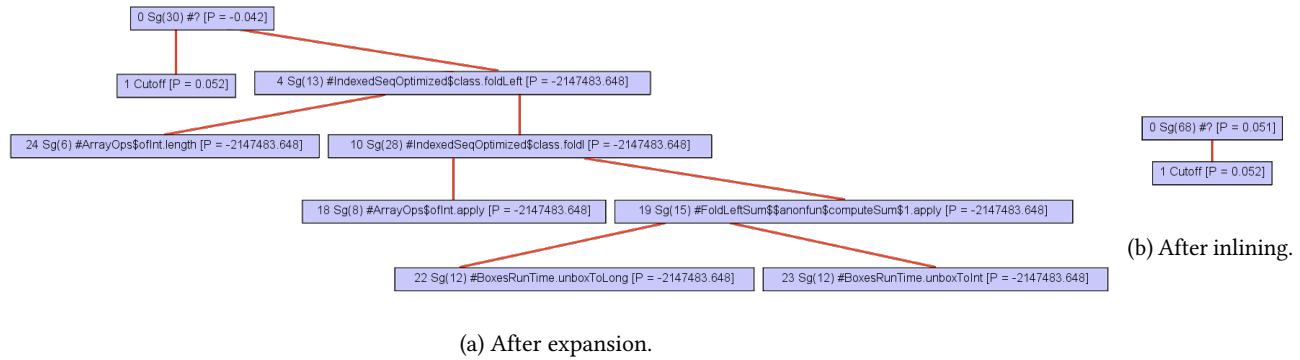 0 Sg(30) #? [P = -0.042]
1 Cutoff [P = 0.052]
4 Sg(13) #IndexedSeqOptimized$class.foldLeft [P = -2147483.648]
24 Sg(6) #ArrayOps$ofInt.length [P = -2147483.648]
10 Sg(28) #IndexedSeqOptimized$class.foldl [P = -2147483.648]
18 Sg(8) #ArrayOps$ofInt.apply [P = -2147483.648]
19 Sg(15) #FoldLeftSum$$anonfun$computeSum$1.apply [P = -2147483.648]
22 Sg(12) #BoxesRunTime.unboxToLong [P = -2147483.648]
23 Sg(12) #BoxesRunTime.unboxToInt [P = -2147483.648]
(a) After expansion.
0 Sg(68) #? [P = 0.051]
1 Cutoff [P = 0.052]
(b) After inlining.